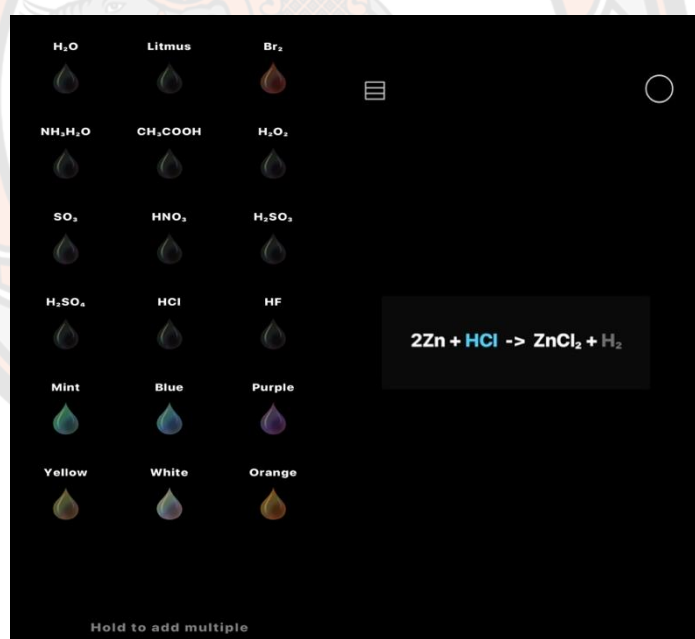 H₂O Litmus Br₂
NH₃H₂O CH₃COOH H₂O₂
SO₃ HNO₃ H₂SO₃
H₂SO₄ HCl HF
Mint Blue Purple
Yellow White Orange
Hold to add multiple
2Zn + HCl -> ZnCl₂ + H₂